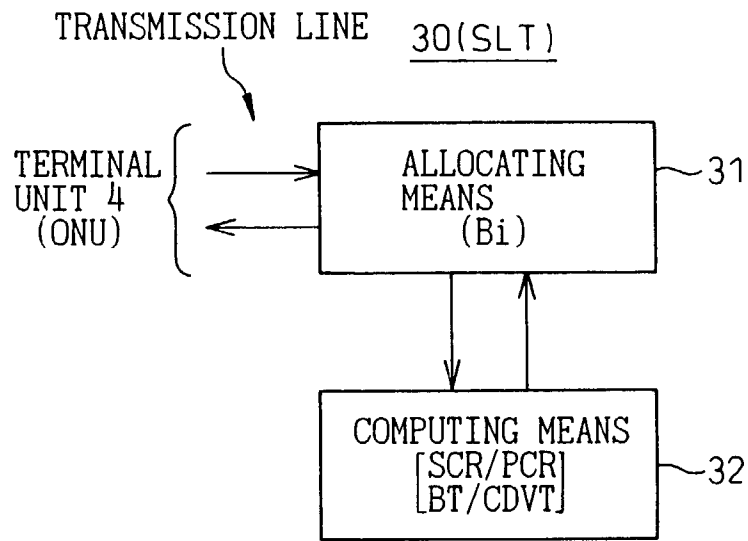 TRANSMISSION LINE
30(SLT)
TERMINAL
UNIT 4
(ONU)
ALLOCATING
MEANS
(Bi)
31
COMPUTING MEANS
[SCR/PCR]
[BT/CDVT]
32